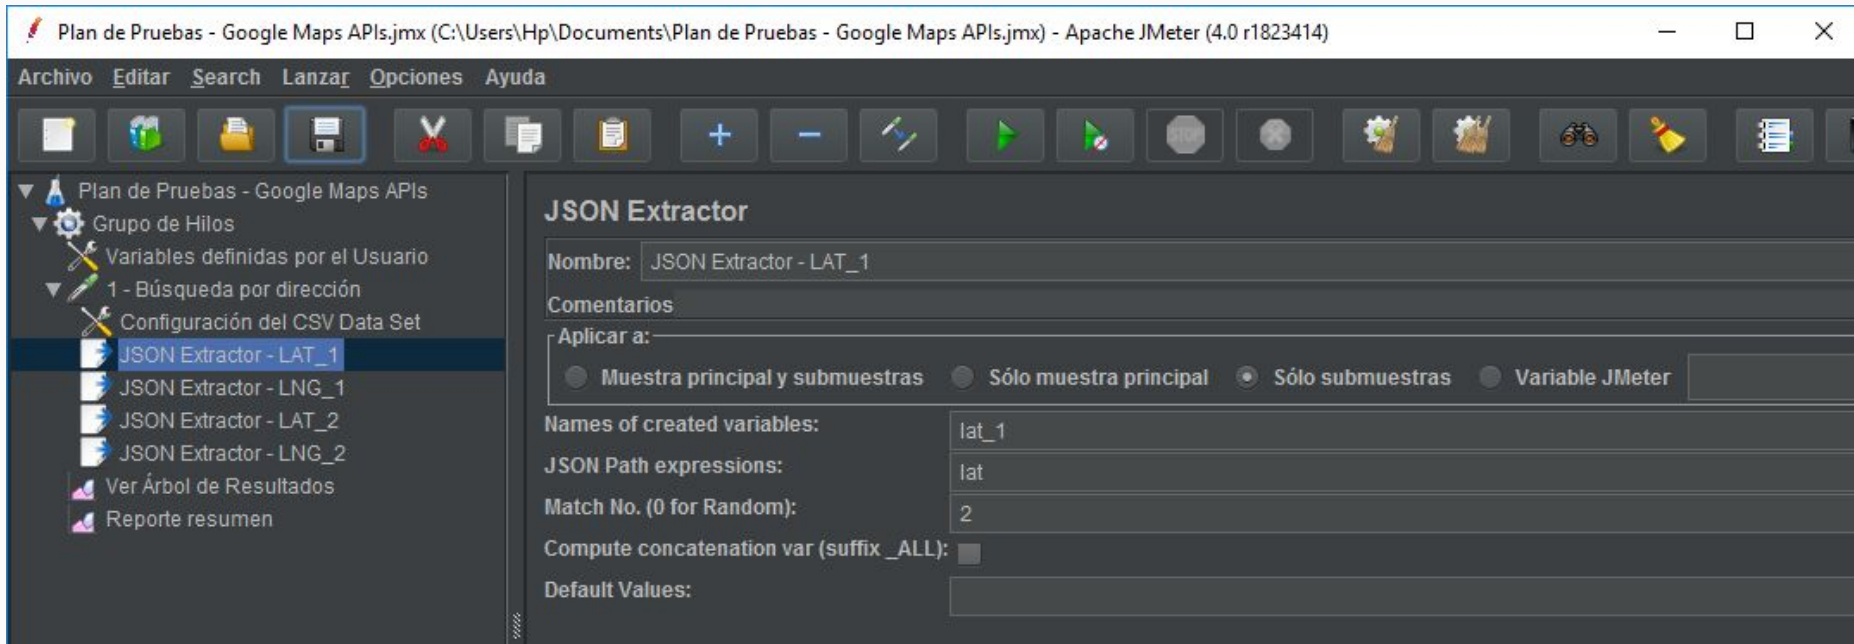 Plan de Pruebas - Google Maps APIs.jmx (C:\Users\Hp\Documents\Plan de Pruebas - Google Maps APIs.jmx) - Apache JMeter (4.0 r1823414)
Archivo Editar Search Lanzar Opciones Ayuda
STOP
Plan de Pruebas - Google Maps APIs
Grupo de Hilos
Variables definidas por el Usuario
1 - Búsqueda por dirección
Configuración del CSV Data Set
JSON Extractor - LAT_1
JSON Extractor - LNG_1
JSON Extractor - LAT_2
JSON Extractor - LNG_2
Ver Árbol de Resultados
Reporte resumen
JSON Extractor
Nombre: JSON Extractor - LAT_1
Comentarios
Aplicar a:
Muestra principal y submuestras Sólo muestra principal Sólo submuestras Variable JMeter
Names of created variables: lat_1
JSON Path expressions: lat
Match No. (0 for Random): 2
Compute concatenation var (suffix _ALL):
Default Values: